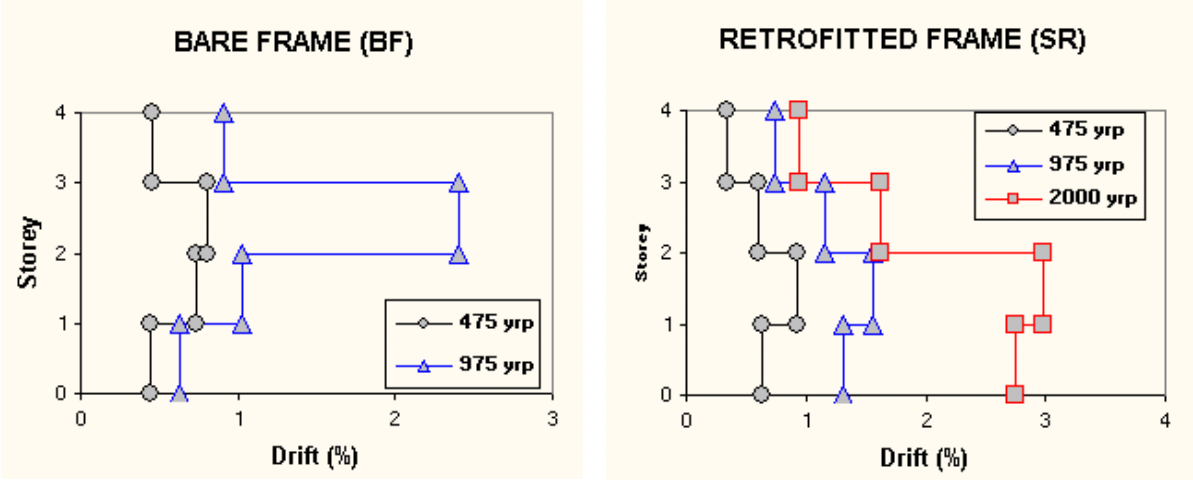 BARE FRAME (BF)
4
3
2
1
0
Storey
475 yrp
975 yrp
0 1 2 3
Drift (%)
RETROFITTED FRAME (SR)
4
3
2
1
0
Storey
475 yrp
975 yrp
2000 yrp
0 1 2 3 4
Drift (%)